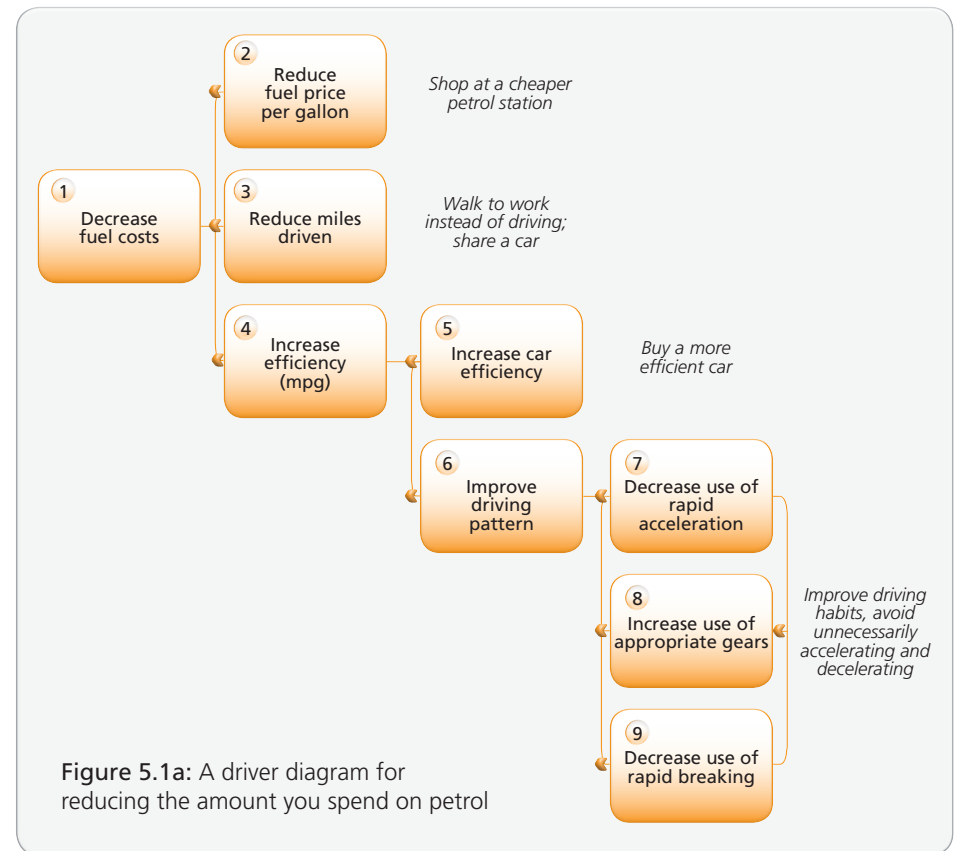 2
Reduce
fuel price
per gallon
Shop at a cheaper
petrol station
1
Decrease
fuel costs
3
Reduce miles
driven
Walk to work
instead of driving;
share a car
4
Increase
efficiency
(mpg)
5
Increase car
efficiency
Buy a more
efficient car
6
Improve
driving
pattern
7
Decrease use of
rapid
acceleration
8
Increase use of
appropriate gears
Improve driving
habits, avoid
unnecessarily
accelerating and
decelerating
9
Decrease use of
rapid breaking
Figure 5.1a: A driver diagram for
reducing the amount you spend on petrol